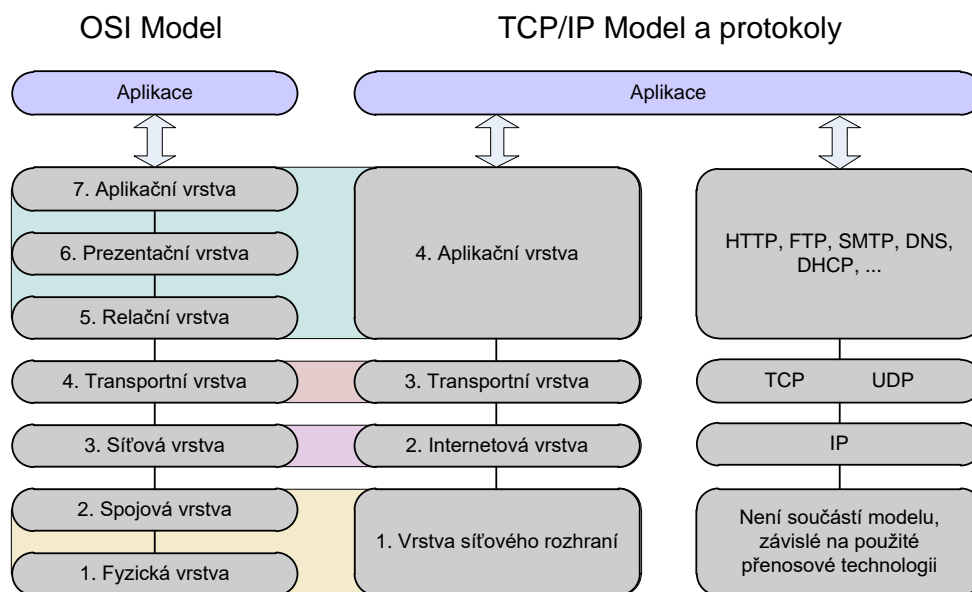 OSI Model
TCP/IP Model a protokoly
Aplikace
Aplikace
7. Aplikační vrstva
6. Prezentační vrstva
5. Relační vrstva
4. Transportní vrstva
3. Síťová vrstva
2. Spojová vrstva
1. Fyzická vrstva
4. Aplikační vrstva
3. Transportní vrstva
2. Internetová vrstva
1. Vrstva síťového rozhraní
HTTP, FTP, SMTP, DNS,
DHCP, ...
TCP UDP
IP
Není součástí modelu,
závislé na použité
přenosové technologii